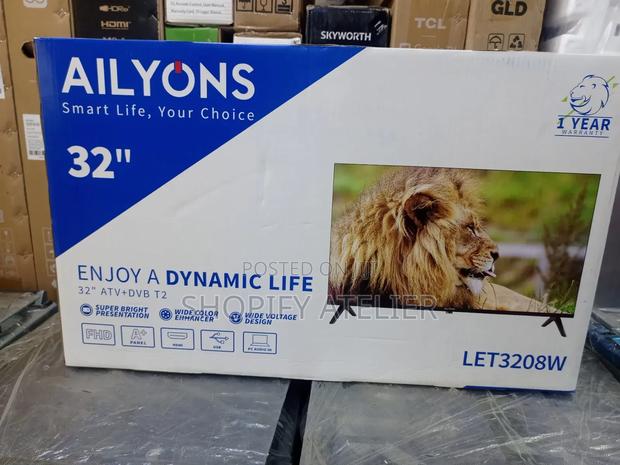 HDMI
SKYWORTH
TCL
GLD
AILYONS
Smart Life, Your Choice
32"
1 YEAR
WARRANTY
POSTED ON
SHOPIFY ATELIER
ENJOY A DYNAMIC LIFE
32" ATV+DVB T2
SUPER BRIGHT PRESENTATION
WIDE COLOR ENHANCER
WIDE VOLTAGE DESIGN
FHD
A+ PANEL
HDMI
USB
PC AUDIO IN
LET3208W